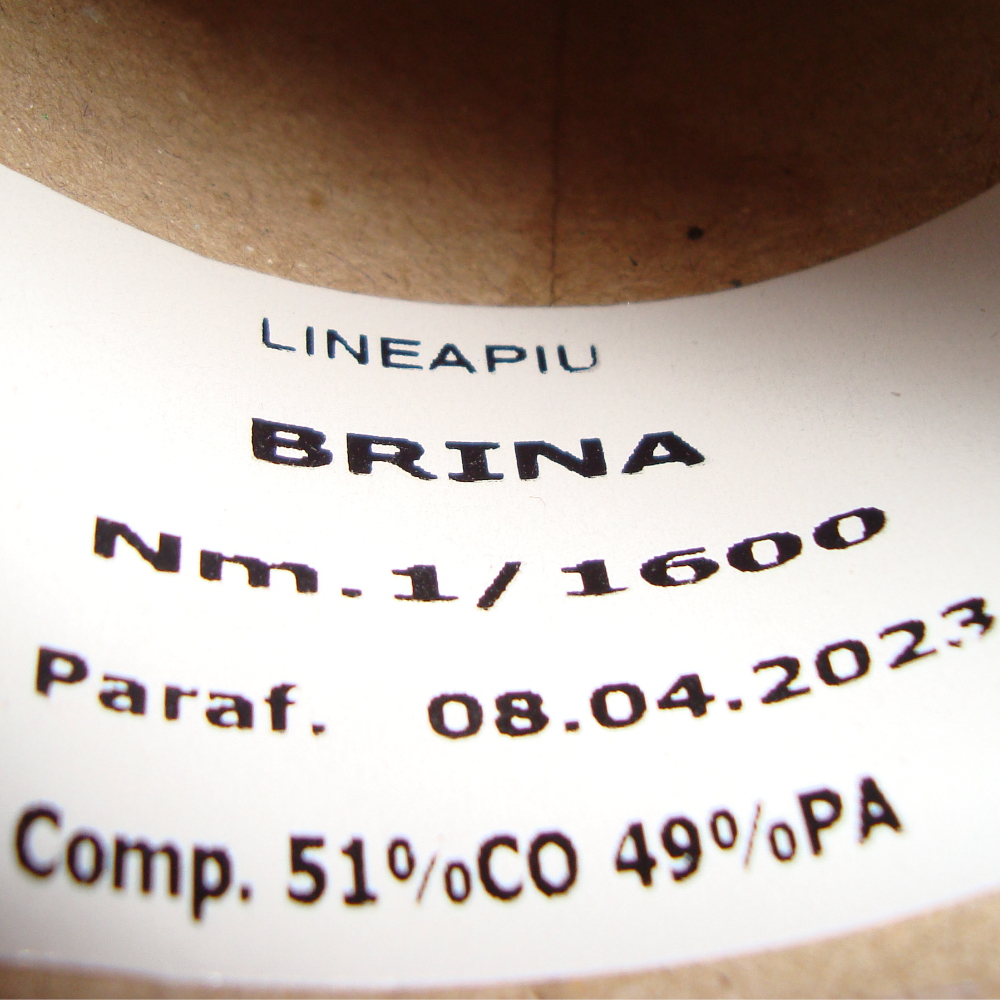 LINEAPIU
BRINA
Nm.1/1600
Paraf. 08.04.2023
Comp. 51%CO 49%PA